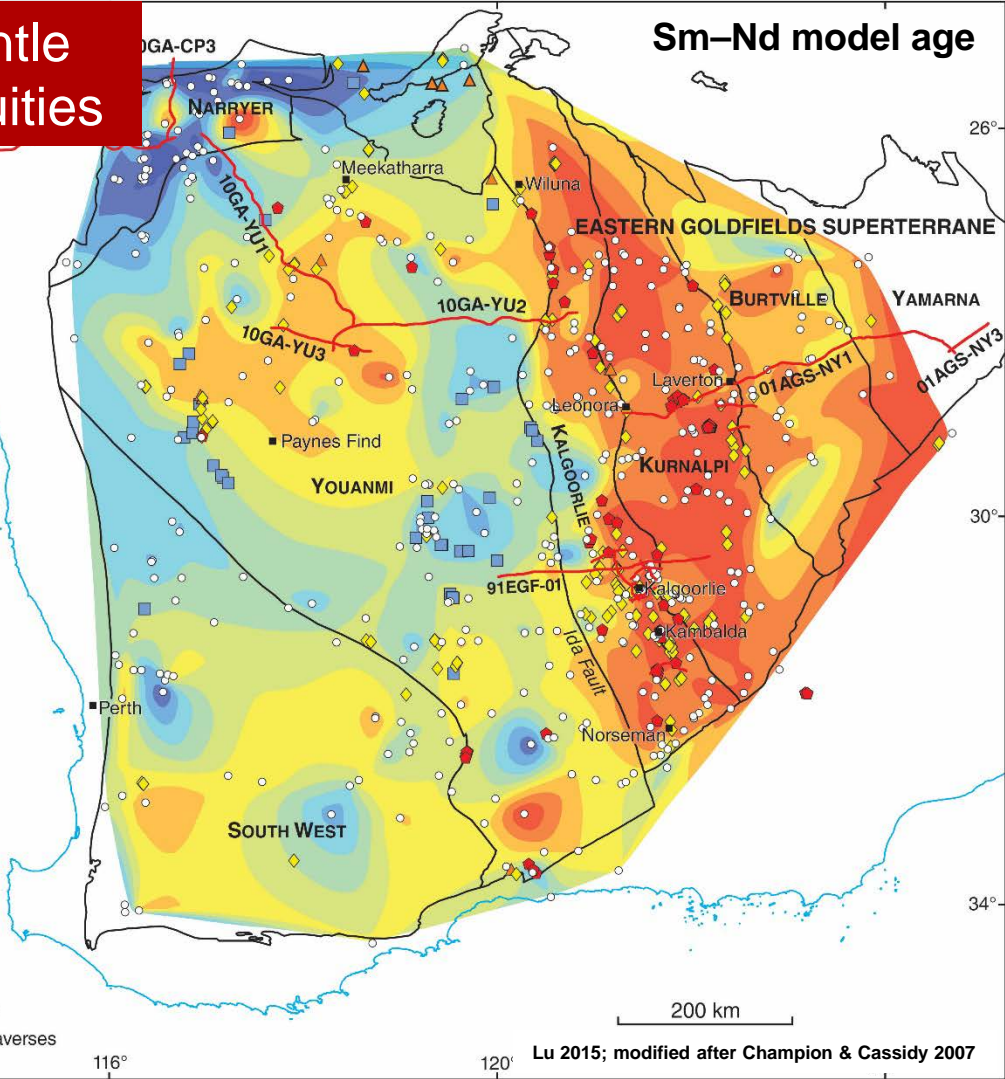 ntle
uities
Sm–Nd model age
0GA-CP3
NARRYER
26°
Meekatharra
Wiluna
10GA-YU1
EASTERN GOLDFIELDS SUPERTERRANE
BURTVILLE
YAMARNA
10GA-YU2
10GA-YU3
01AGS-NY1
01AGS-NY3
Laverton
Leonora
KALGOORLIE
Paynes Find
KURNALPI
YOUANMI
30°
91EGF-01
Kalgoorlie
Kambalda
Ida Fault
Perth
Norseman
SOUTH WEST
34°
200 km
averses
116°
120°
Lu 2015; modified after Champion & Cassidy 2007